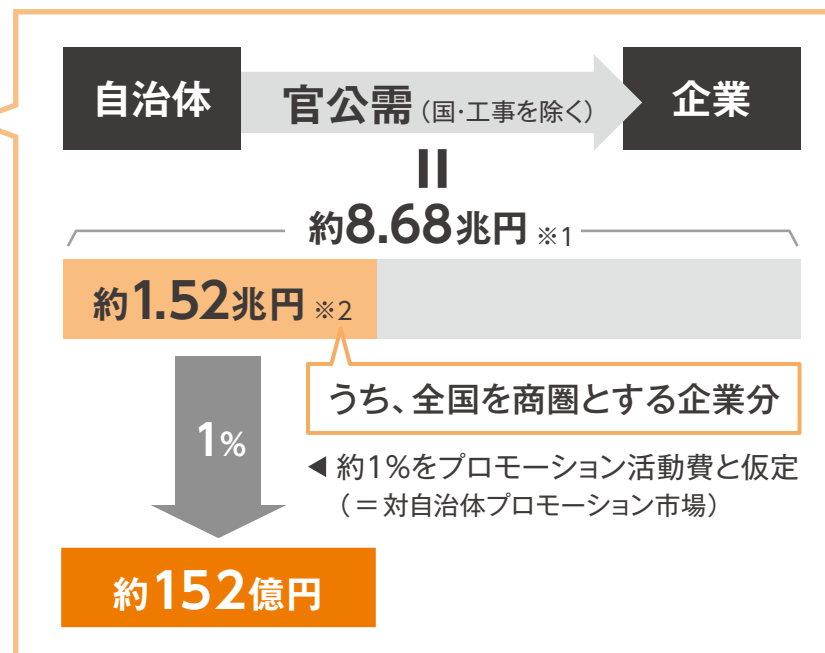 自治体 官公需(国・工事を除く) 企業
=
約8.68兆円 ※1
約1.52兆円 ※2
うち、全国を商圏とする企業分
1%
◀ 約1%をプロモーション活動費と仮定
(=対自治体プロモーション市場)
約152億円